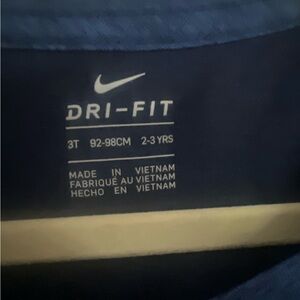 DRI-FIT
3T 92-98CM 2-3 YRS
MADE IN VIETNAM
FABRIQUÉ AU VIETNAM
HECHO EN VIETNAM